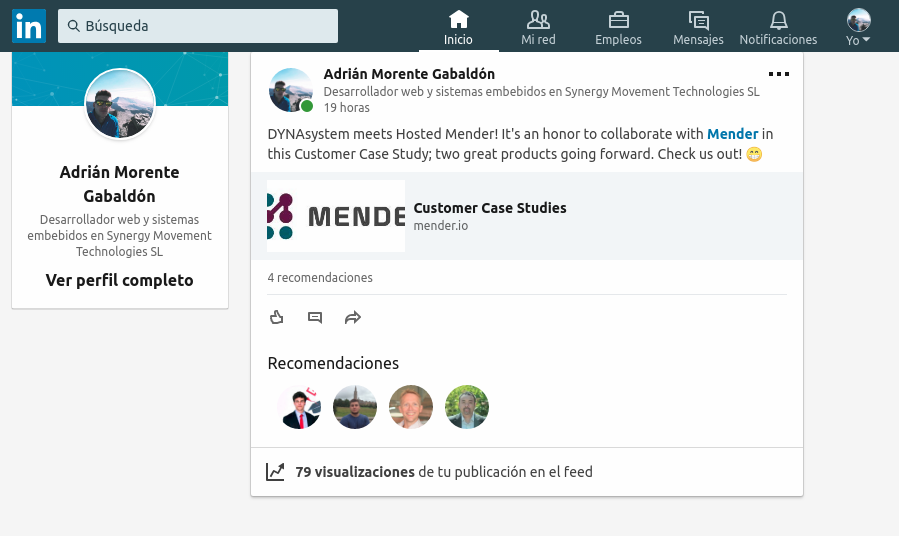 in
Búsqueda
Inicio
Mi red
Empleos
Mensajes
Notificaciones
Yo
Adrián Morente
Gabaldón
Desarrollador web y sistemas
embebidos en Synergy Movement
Technologies SL
Ver perfil completo
Adrián Morente Gabaldón
Desarrollador web y sistemas embebidos en Synergy Movement Technologies SL
19 horas
DYNAsystem meets Hosted Mender! It's an honor to collaborate with Mender in
this Customer Case Study; two great products going forward. Check us out! 😁
MENDE
Customer Case Studies
mender.io
4 recomendaciones
Recomendaciones
79 visualizaciones de tu publicación en el feed